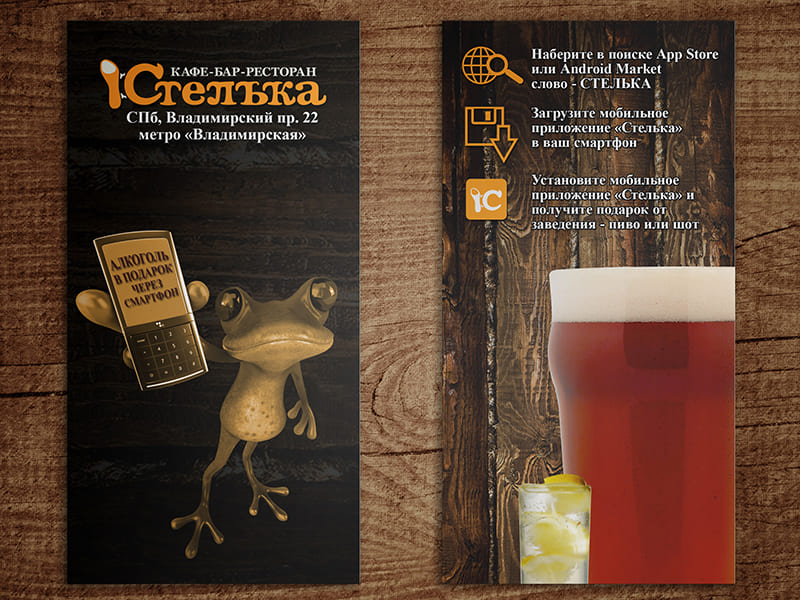 КАФЕ-БАР-РЕСТОРАН
Стелька
СПб, Владимирский пр. 22
метро «Владимирская»
АЛКОГОЛЬ
В ПОДАРОК
ЧЕРЕЗ
СМАРТФОН
Наберите в поиске App Store
или Android Market
слово - СТЕЛЬКА
Загрузите мобильное
приложение «Стелька»
в ваш смартфон
iС
Установите мобильное
приложение «Стелька» и
получите подарок от
заведения - пиво или шот